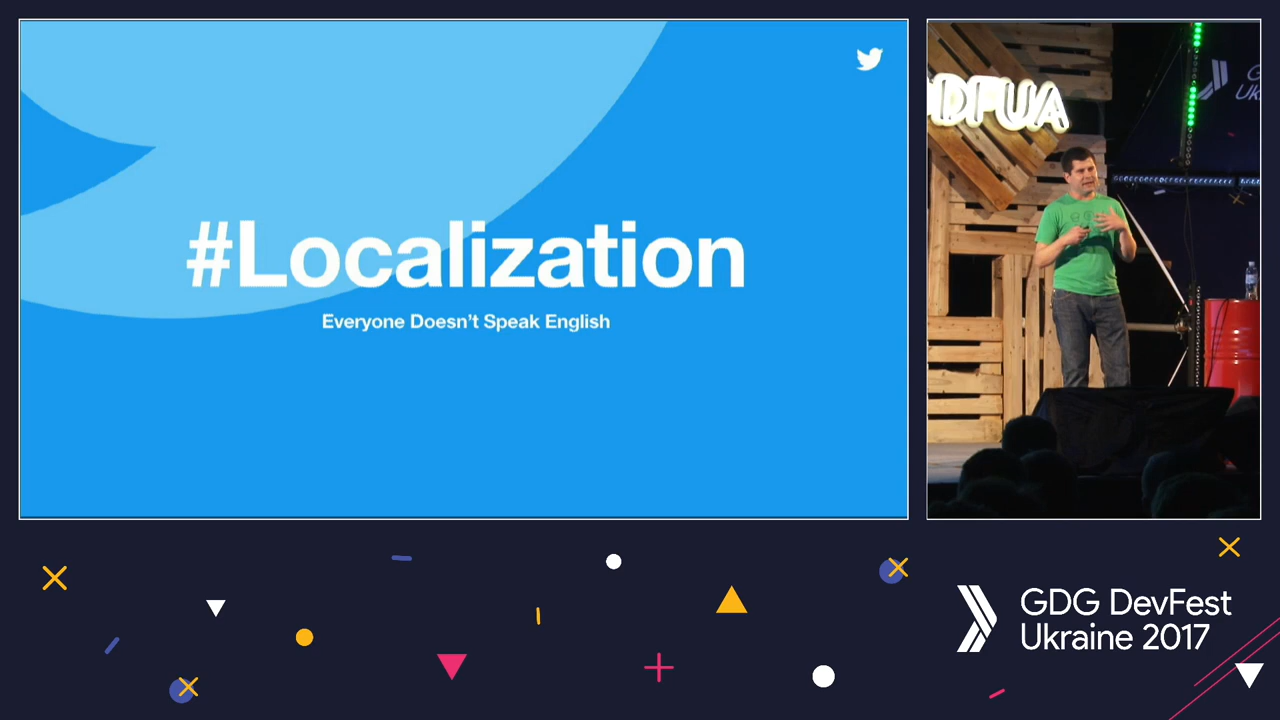 #Localization
Everyone Doesn't Speak English
DFUA
GDG DevFest
Ukraine 2017